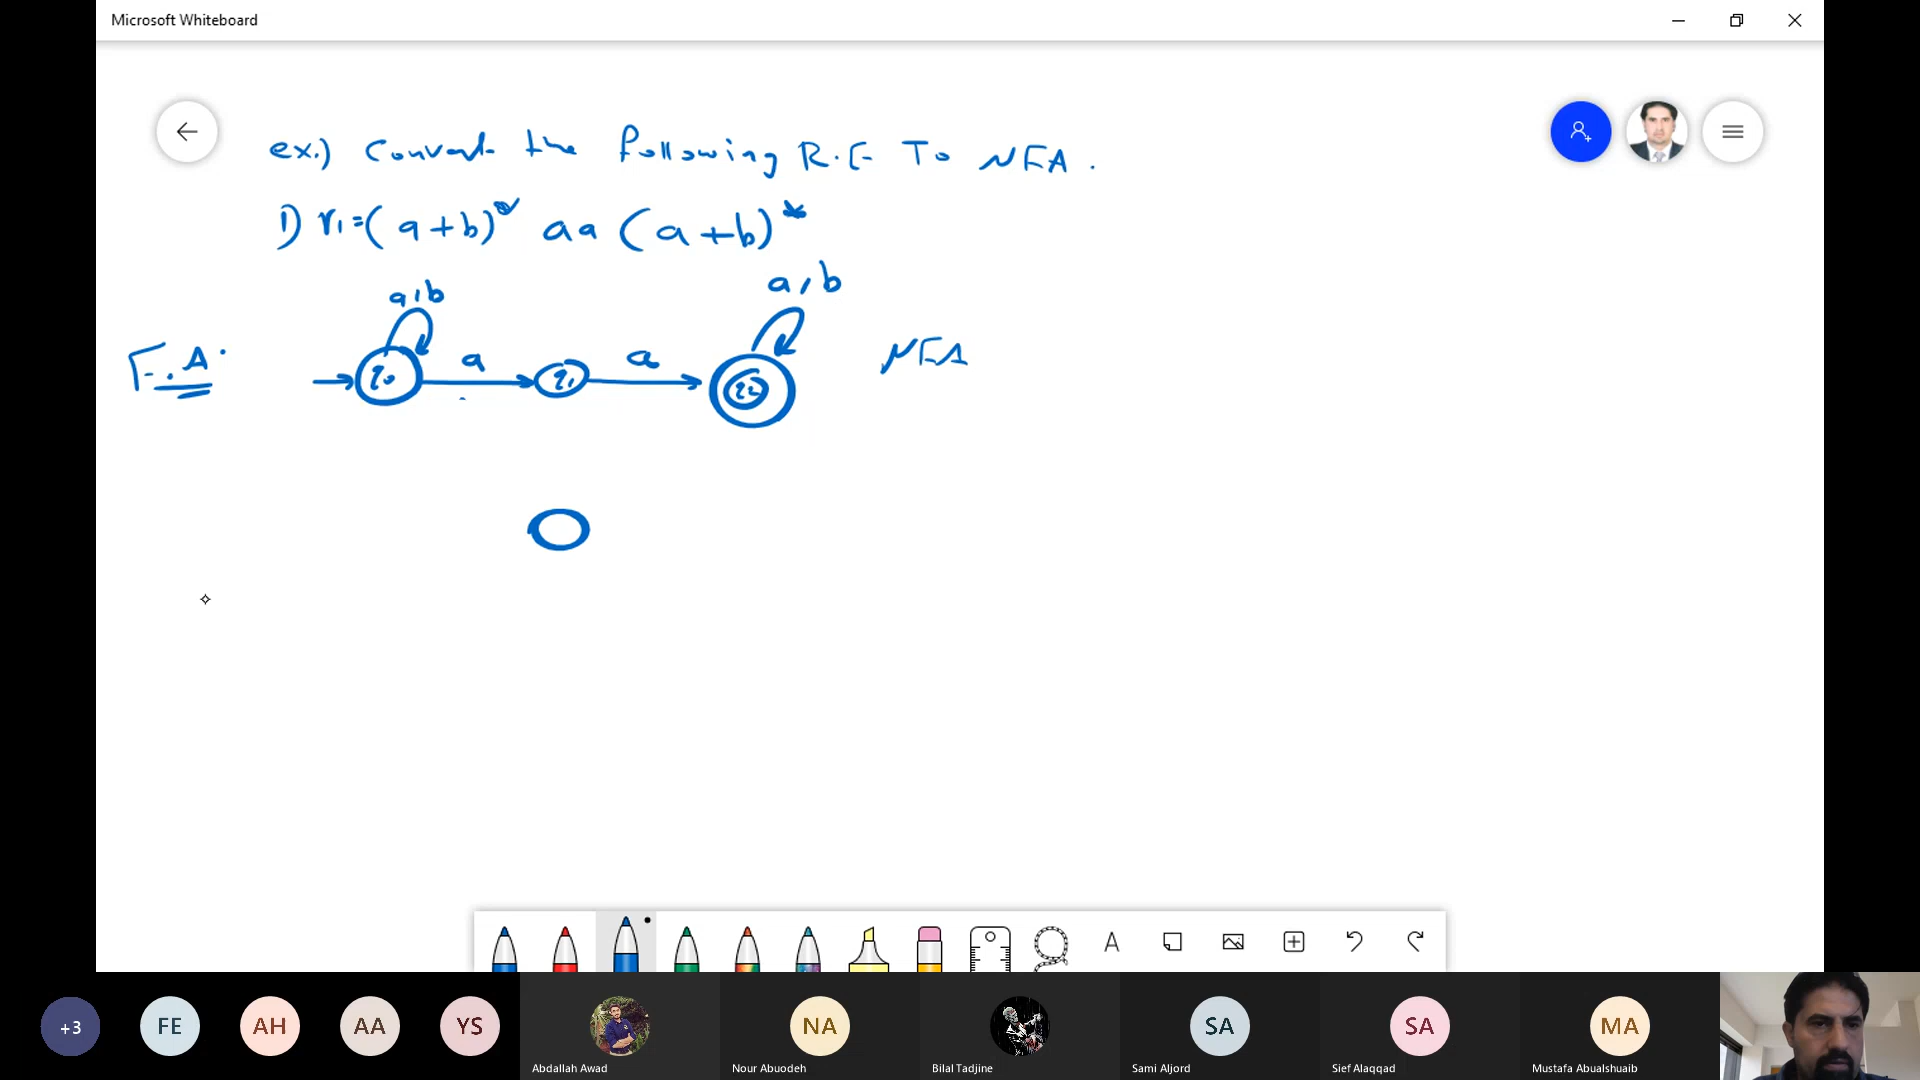 Microsoft Whiteboard
ex.) Convert the following R.E To NFA .
1) r1 = (a+b)* aa (a+b)*
a,b
a,b
F.A.
a
a
NFA
q0
q1
q2
A
+3
FE
AH
AA
YS
NA
SA
SA
MA
Abdallah Awad
Nour Abuodeh
Bilal Tadjine
Sami Aljord
Sief Alaqqad
Mustafa Abualshuaib